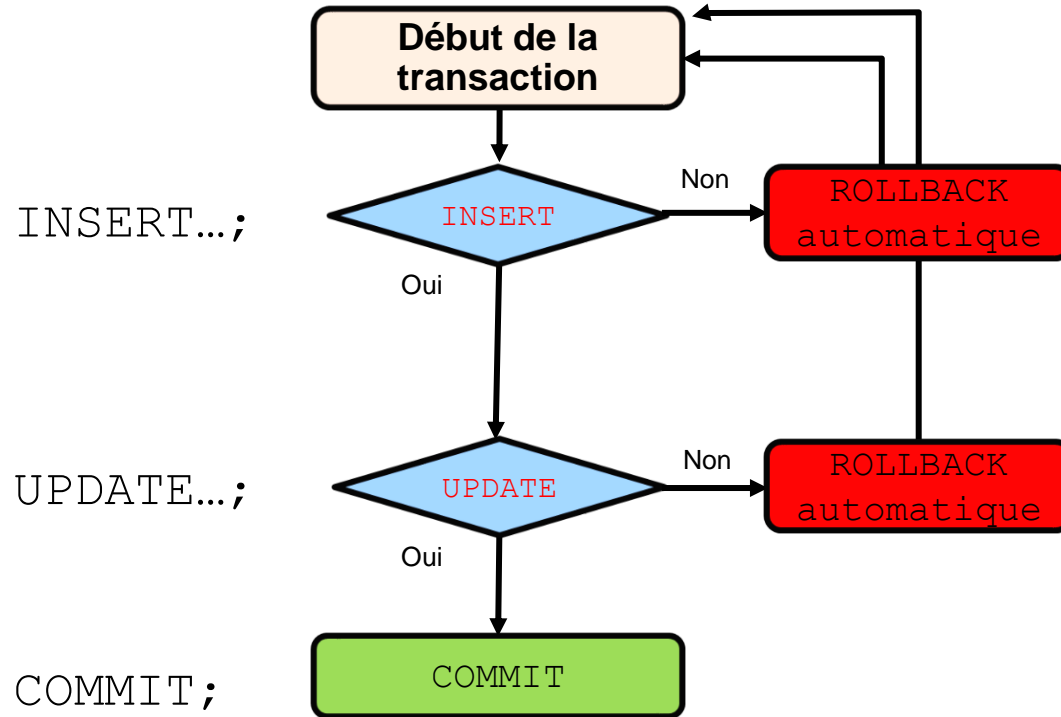 Début de la
transaction
Non
INSERT…;
INSERT
ROLLBACK
automatique
Oui
Non
UPDATE…;
UPDATE
ROLLBACK
automatique
Oui
COMMIT;
COMMIT